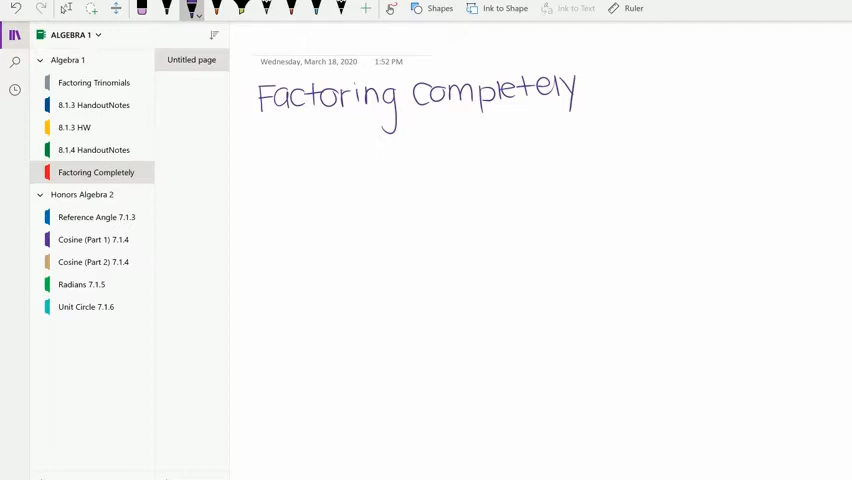 Shapes Ink to Shape Ink to Text Ruler
ALGEBRA 1
Algebra 1
Untitled page
Factoring Trinomials
8.1.3 HandoutNotes
8.1.3 HW
8.1.4 HandoutNotes
Factoring Completely
Honors Algebra 2
Reference Angle 7.1.3
Cosine (Part 1) 7.1.4
Cosine (Part 2) 7.1.4
Radians 7.1.5
Unit Circle 7.1.6
Wednesday, March 18, 2020 1:52 PM
Factoring Completely